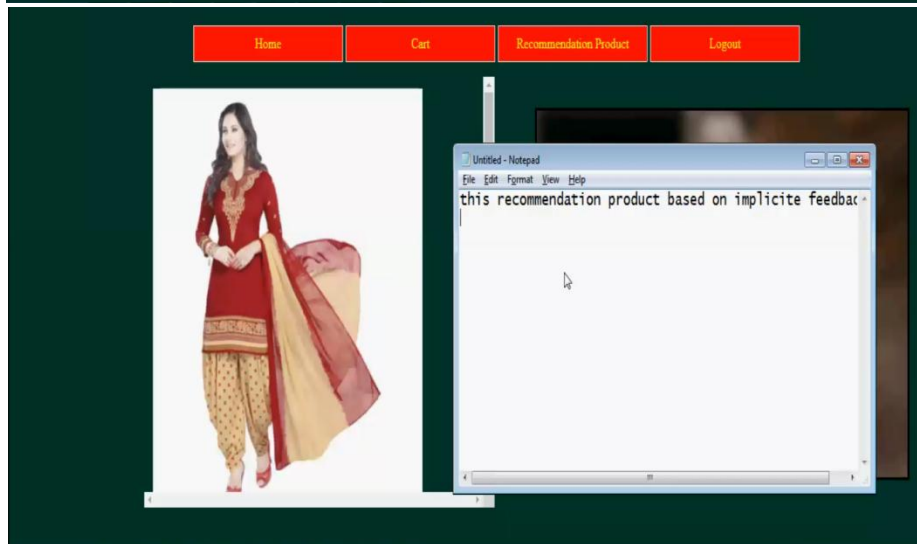 Home Cart Recommendation Product Logout
Untitled - Notepad
File Edit Format View Help
this recommendation product based on implicite feedbac